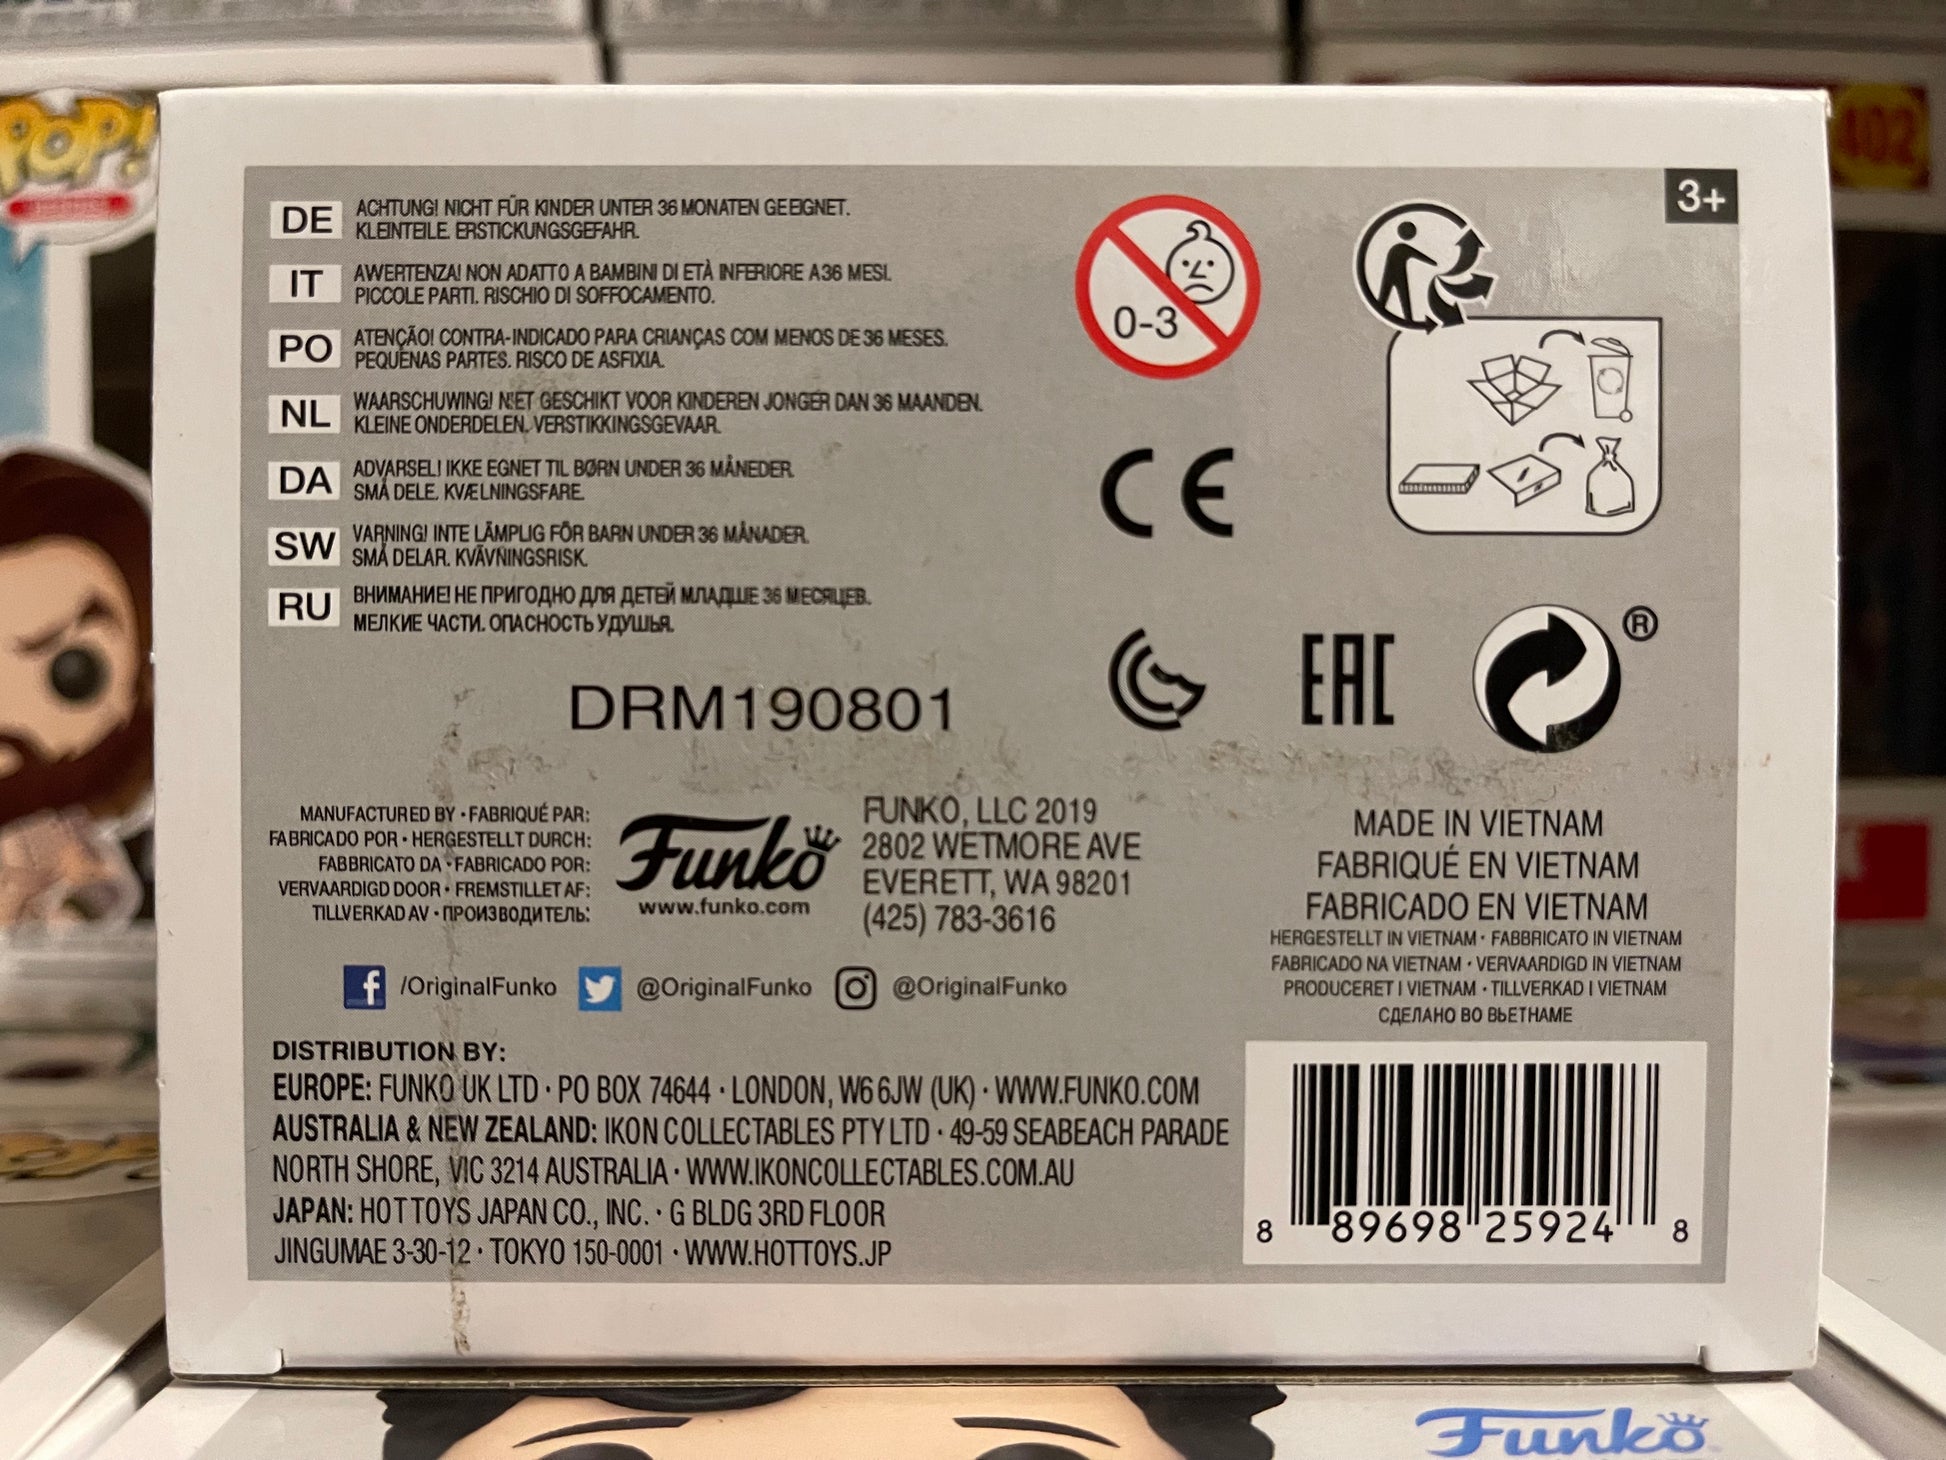 POP!
402
3+
DE
ACHTUNG! NICHT FÜR KINDER UNTER 36 MONATEN GEEIGNET.
KLEINTEILE. ERSTICKUNGSGEFAHR.
IT
AWERTENZA! NON ADATTO A BAMBINI DI ETÀ INFERIORE A 36 MESI.
PICCOLE PARTI. RISCHIO DI SOFFOCAMENTO.
PO
ATENÇÃO! CONTRA-INDICADO PARA CRIANÇAS COM MENOS DE 36 MESES.
PEQUENAS PARTES. RISCO DE ASFIXIA.
NL
WAARSCHUWING! NIET GESCHIKT VOOR KINDEREN JONGER DAN 36 MAANDEN.
KLEINE ONDERDELEN. VERSTIKKINGSGEVAAR.
DA
ADVARSEL! IKKE EGNET TIL BØRN UNDER 36 MÅNEDER.
SMÅ DELE. KVÆLNINGSFARE.
SW
VARNING! INTE LÄMPLIG FÖR BARN UNDER 36 MÅNADER.
SMÅ DELAR. KVÄVNINGSRISK.
RU
ВНИМАНИЕ! НЕ ПРИГОДНО ДЛЯ ДЕТЕЙ МЛАДШЕ 36 МЕСЯЦЕВ.
МЕЛКИЕ ЧАСТИ. ОПАСНОСТЬ УДУШЬЯ.
0-3
CE
EAC
®
DRM190801
MANUFACTURED BY • FABRIQUÉ PAR:
FABRICADO POR • HERGESTELLT DURCH:
FABBRICATO DA • FABRICADO POR:
VERVAARDIGD DOOR • FREMSTILLET AF:
TILLVERKAD AV • ПРОИЗВОДИТЕЛЬ:
Funko
www.funko.com
FUNKO, LLC 2019
2802 WETMORE AVE
EVERETT, WA 98201
(425) 783-3616
MADE IN VIETNAM
FABRIQUÉ EN VIETNAM
FABRICADO EN VIETNAM
HERGESTELLT IN VIETNAM • FABBRICATO IN VIETNAM
FABRICADO NA VIETNAM • VERVAARDIGD IN VIETNAM
PRODUCERET I VIETNAM • TILLVERKAD I VIETNAM
СДЕЛАНО ВО ВЬЕТНАМЕ
f /OriginalFunko @OriginalFunko @OriginalFunko
DISTRIBUTION BY:
EUROPE: FUNKO UK LTD • PO BOX 74644 • LONDON, W6 6JW (UK) • WWW.FUNKO.COM
AUSTRALIA & NEW ZEALAND: IKON COLLECTABLES PTY LTD • 49-59 SEABEACH PARADE
NORTH SHORE, VIC 3214 AUSTRALIA • WWW.IKONCOLLECTABLES.COM.AU
JAPAN: HOT TOYS JAPAN CO., INC. • G BLDG 3RD FLOOR
JINGUMAE 3-30-12 • TOKYO 150-0001 • WWW.HOTTOYS.JP
8 89698 25924 8
Funko